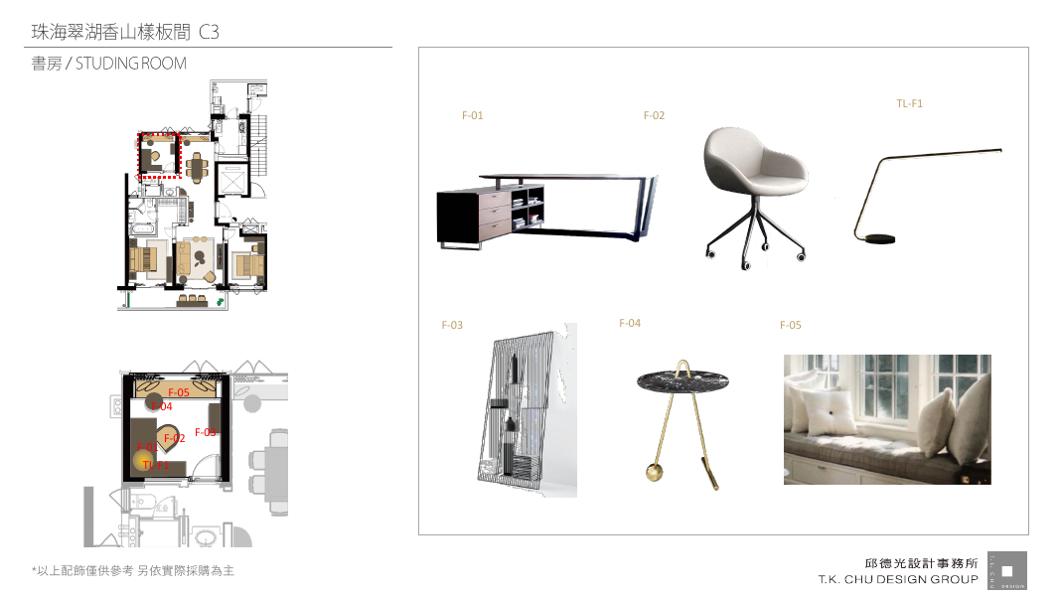 珠海翠湖香山樣板間 C3
書房 / STUDING ROOM
F-01
F-02
TL-F1
F-03
F-04
F-05
F-05
F-04
F-03
F-02
F-01
TL-F1
*以上配飾僅供參考 另依實際採購為主
邱德光設計事務所
T.K. CHU DESIGN GROUP
T.K. CHU
DESIGN